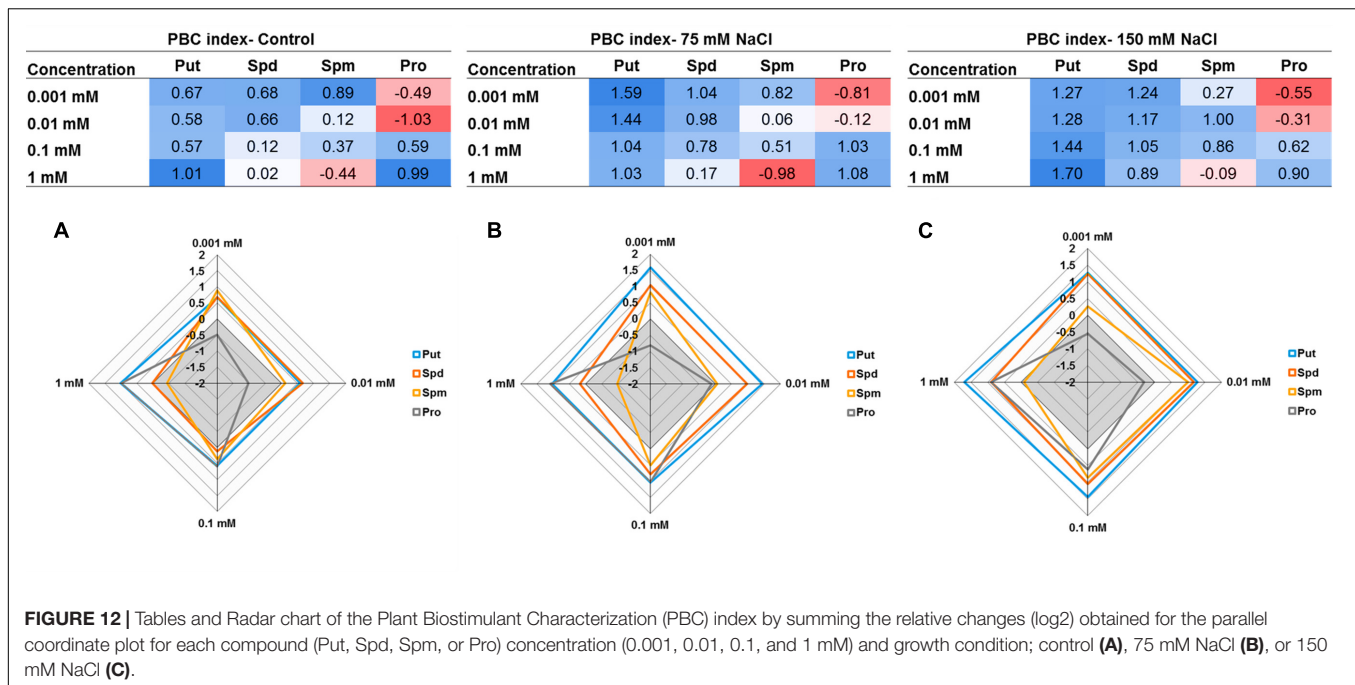 PBC index- Control
Concentration Put Spd Spm Pro
0.001 mM 0.67 0.68 0.89 -0.49
0.01 mM 0.58 0.66 0.12 -1.03
0.1 mM 0.57 0.12 0.37 0.59
1 mM 1.01 0.02 -0.44 0.99
PBC index- 75 mM NaCl
Concentration Put Spd Spm Pro
0.001 mM 1.59 1.04 0.82 -0.81
0.01 mM 1.44 0.98 0.06 -0.12
0.1 mM 1.04 0.78 0.51 1.03
1 mM 1.03 0.17 -0.98 1.08
PBC index- 150 mM NaCl
Concentration Put Spd Spm Pro
0.001 mM 1.27 1.24 0.27 -0.55
0.01 mM 1.28 1.17 1.00 -0.31
0.1 mM 1.44 1.05 0.86 0.62
1 mM 1.70 0.89 -0.09 0.90
A
0.001 mM
2
1.5
1
0.5
0
-0.5
-1
-1.5
-2
1 mM
0.01 mM
0.1 mM
Put
Spd
Spm
Pro
B
0.001 mM
2
1.5
1
0.5
0
-0.5
-1
-1.5
-2
1 mM
0.01 mM
0.1 mM
Put
Spd
Spm
Pro
C
0.001 mM
2
1.5
1
0.5
0
-0.5
-1
-1.5
-2
1 mM
0.01 mM
0.1 mM
Put
Spd
Spm
Pro
FIGURE 12 | Tables and Radar chart of the Plant Biostimulant Characterization (PBC) index by summing the relative changes (log2) obtained for the parallel
coordinate plot for each compound (Put, Spd, Spm, or Pro) concentration (0.001, 0.01, 0.1, and 1 mM) and growth condition; control (A), 75 mM NaCl (B), or 150
mM NaCl (C).